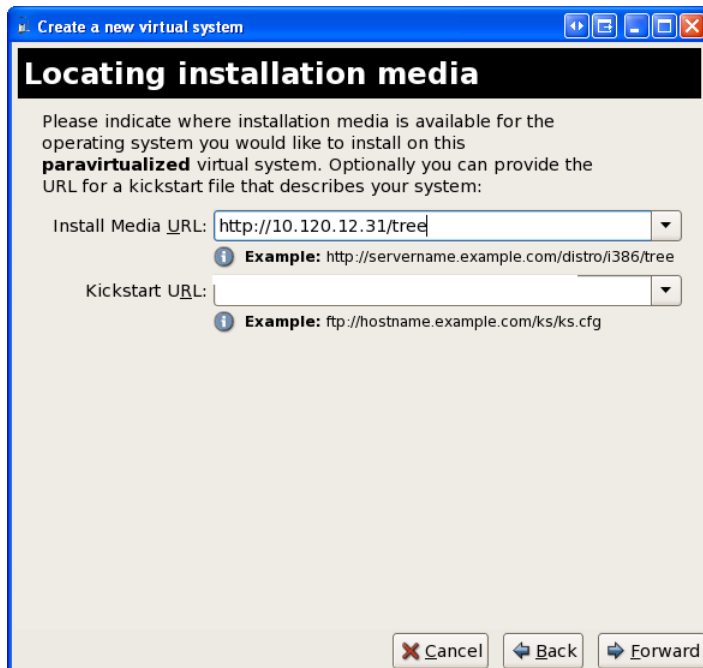 Create a new virtual system
Locating installation media
Please indicate where installation media is available for the
operating system you would like to install on this
paravirtualized virtual system. Optionally you can provide the
URL for a kickstart file that describes your system:
Install Media URL: http://10.120.12.31/tree
Example: http://servername.example.com/distro/i386/tree
Kickstart URL:
Example: ftp://hostname.example.com/ks/ks.cfg
Cancel Back Forward